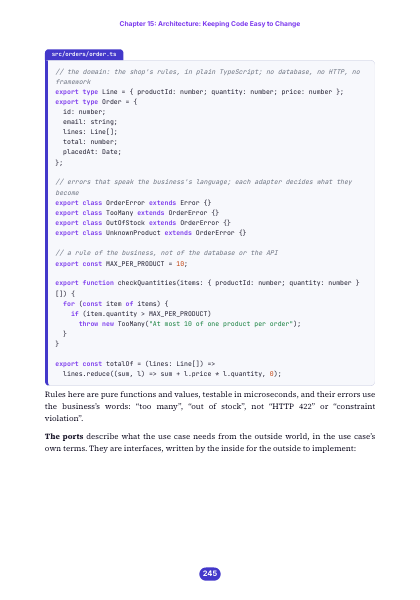 Chapter 15: Architecture: Keeping Code Easy to Change
src/orders/order.ts
// the domain: the shop's rules, in plain TypeScript; no database, no HTTP, no
framework
export type Line = { productId: number; quantity: number; price: number };
export type Order = {
  id: number;
  email: string;
  lines: Line[];
  total: number;
  placedAt: Date;
};
// errors that speak the business's language; each adapter decides what they
become
export class OrderError extends Error {}
export class TooMany extends OrderError {}
export class OutOfStock extends OrderError {}
export class UnknownProduct extends OrderError {}
// a rule of the business, not of the database or the API
export const MAX_PER_PRODUCT = 10;
export function checkQuantities(items: { productId: number; quantity: number }
[]) {
  for (const item of items) {
    if (item.quantity > MAX_PER_PRODUCT)
      throw new TooMany("At most 10 of one product per order");
  }
}
export const totalOf = (lines: Line[]) =>
  lines.reduce((sum, l) => sum + l.price * l.quantity, 0);
Rules here are pure functions and values, testable in microseconds, and their errors use
the business's words: “too many”, “out of stock”, not “HTTP 422” or “constraint
violation”.
The ports describe what the use case needs from the outside world, in the use case's
own terms. They are interfaces, written by the inside for the outside to implement:
245